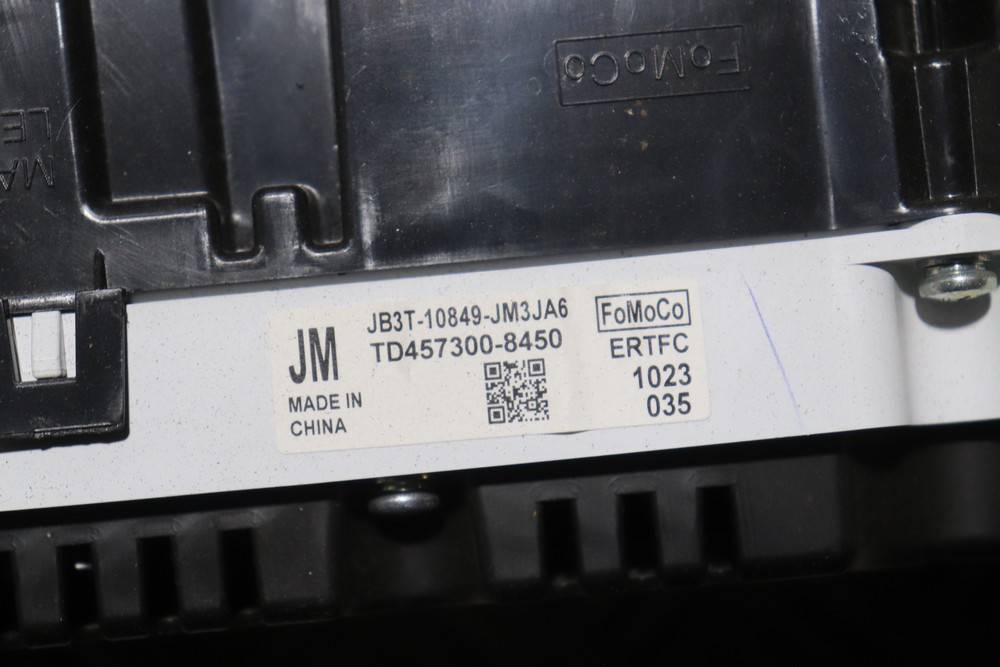 FoMoCo
JM
JB3T-10849-JM3JA6
TD457300-8450
MADE IN
CHINA
FoMoCo
ERTFC
1023
035